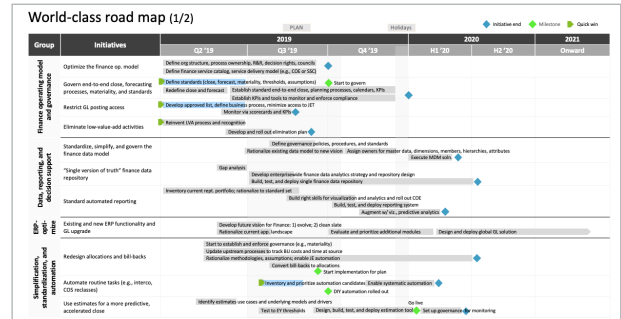 World-class road map (1/2)
PLAN
Holidays
Initiative end
Milestone
Quick win
Group
Initiatives
2019
2020
2021
Q2 '19
Q3 '19
Q4 '19
H1 '20
H2 '20
Onward
Finance operating model and governance
Optimize the finance op. model
Define org structure, process ownership, R&R, decision rights, councils
Define finance service catalog, service delivery model (e.g., COE or SSC)
Govern end-to-end close, forecasting
processes, materiality, and standards
Define standards (close, forecast, materiality, thresholds, assumptions)
Start to govern
Redefine close and forecast
Establish standard end-to-end close, planning processes, calendars, KPIs
Establish KPIs and tools to monitor and enforce compliance
Restrict GL posting access
Develop approved list, define business process, minimize access to JET
Monitor via scorecards and KPIs
Eliminate low-value-add activities
Reinvent LVA process and recognition
Develop and roll out elimination plan
Data, reporting, and decision support
Standardize, simplify, and govern the
finance data model
Define governance policies, procedures, and standards
Rationalize existing data model to new vision
Assign owners for master data, dimensions, members, hierarchies, attributes
Execute MDM soln.
"Single version of truth" finance data
repository
Gap analysis
Develop enterprisewide finance data analytics strategy and repository design
Build, test, and deploy single finance data repository
Standard automated reporting
Inventory current rept. portfolio; rationalize to standard set
Build right skills for visualization and analytics and roll out COE
Build, test, and deploy reporting system
Augment w/ vis., predictive analytics
ERP-opti-mize
Existing and new ERP functionality and
GL upgrade
Develop future vision for Finance: 1) evolve; 2) clean slate
Rationalize current app. landscape
Evaluate and prioritize additional modules
Design and deploy global GL solution
Simplification, standardization, and automation
Redesign allocations and bill-backs
Start to establish and enforce governance (e.g., materiality)
Update upstream processes to track BU costs and time at source
Rationalize methodologies, assumptions; enable JE automation
Convert bill-backs to allocations
Start implementation for plan
Automate routine tasks (e.g., interco,
COS reclasses)
Inventory and prioritize automation candidates
Enable systematic automation
DIY automation rolled out
Use estimates for a more predictive,
accelerated close
Identify estimates use cases and underlying models and drivers
Go live
Test to EY thresholds
Design, build, test, and deploy estimation tool
Set up governance for monitoring